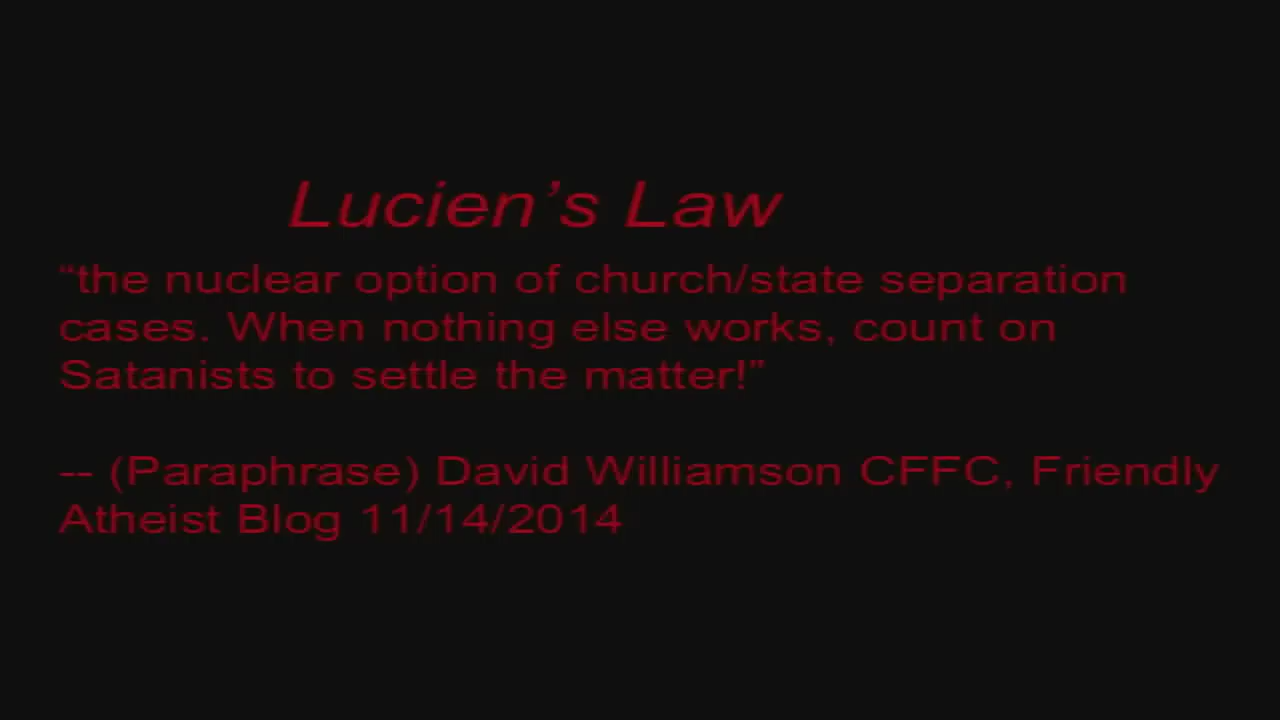 Lucien’s Law
“the nuclear option of church/state separation
cases. When nothing else works, count on
Satanists to settle the matter!”
-- (Paraphrase) David Williamson CFFC, Friendly
Atheist Blog 11/14/2014